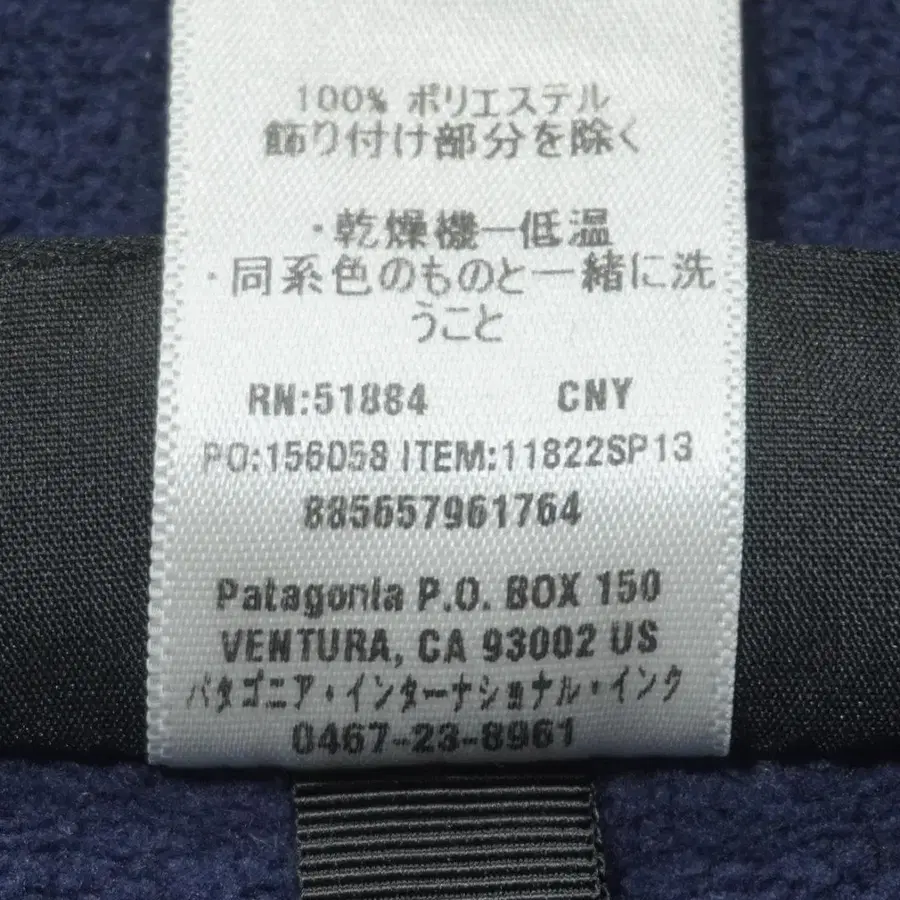 100% ポリエステル
飾り付け部分を除く
・乾燥機一低温
・同系色のものと一緒に洗
うこと
RN:51884 CNY
PO:156058 ITEM:11822SP13
885657961764
Patagonia P.O. BOX 150
VENTURA, CA 93002 US
パタゴニア・インターナショナル・インク
0467-23-8961